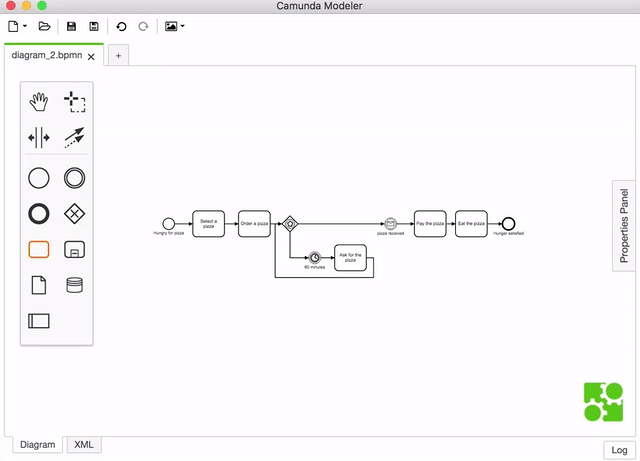 Camunda Modeler
diagram_2.bpmn
+
Select a
pizza
Order a pizza
Pay the pizza
Eat the pizza
Hungry for pizza
pizza received
Hunger satisfied
Ask for the
pizza
60 minutes
Properties Panel
Diagram
XML
Log